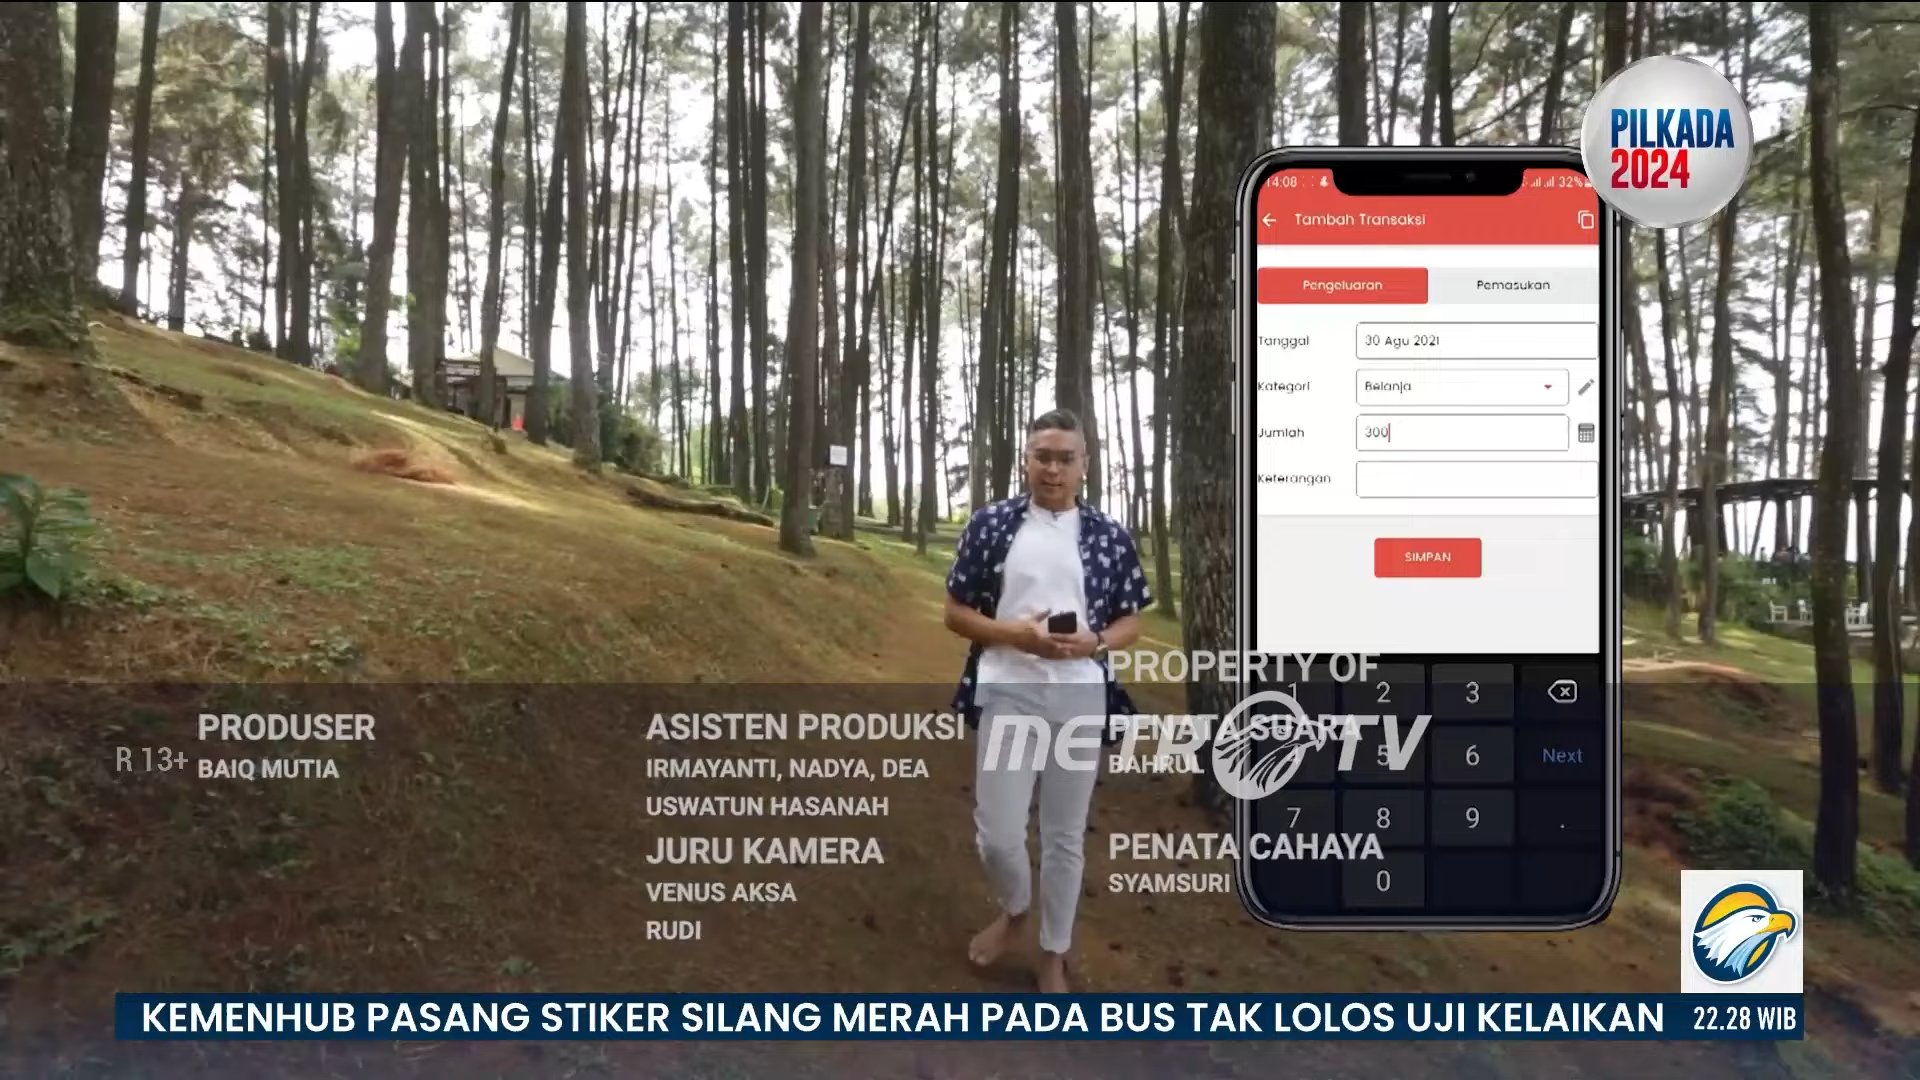 PILKADA
2024
14:08
32%
Tambah Transaksi
Pengeluaran
Pemasukan
Tanggal
30 Agu 2021
Kategori
Belanja
Jumlah
300
Keterangan
SIMPAN
1 2 3
5 6 Next
7 8 9 .
0
PROPERTY OF
METRO TV
R 13+
PRODUSER
BAIQ MUTIA
ASISTEN PRODUKSI
IRMAYANTI, NADYA, DEA
USWATUN HASANAH
JURU KAMERA
VENUS AKSA
RUDI
PENATA SUARA
BAHRUL
PENATA CAHAYA
SYAMSURI
KEMENHUB PASANG STIKER SILANG MERAH PADA BUS TAK LOLOS UJI KELAIKAN
22.28 WIB